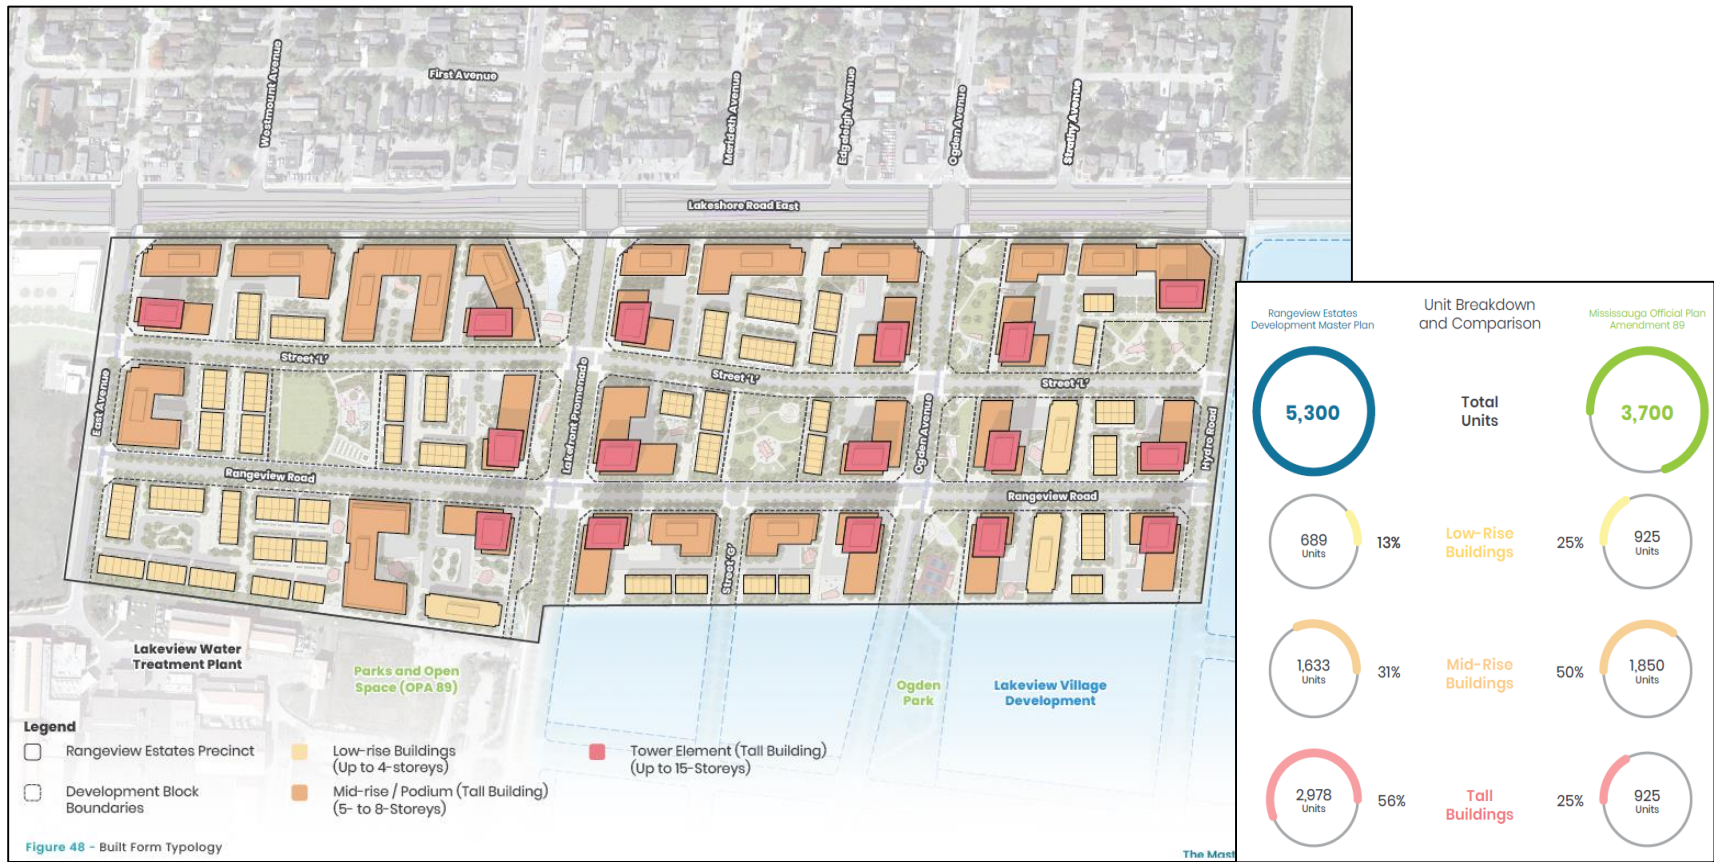 Westmount Avenue
First Avenue
Merideth Avenue
Edgeleigh Avenue
Ogden Avenue
Strathy Avenue
Lakeshore Road East
Street 'L'
Street 'L'
Street 'L'
East Avenue
Lakefront Promenade
Ogden Avenue
Hydro Road
Rangeview Road
Rangeview Road
Street 'G'
Lakeview Water
Treatment Plant
Parks and Open
Space (OPA 89)
Ogden
Park
Lakeview Village
Development
Legend
Rangeview Estates Precinct
Development Block
Boundaries
Low-rise Buildings
(Up to 4-storeys)
Mid-rise / Podium (Tall Building)
(5- to 8-Storeys)
Tower Element (Tall Building)
(Up to 15-Storeys)
Figure 48 - Built Form Typology
The Mast
Rangeview Estates
Development Master Plan
Unit Breakdown
and Comparison
Mississauga Official Plan
Amendment 89
5,300
Total
Units
3,700
689
Units
13%
Low-Rise
Buildings
25%
925
Units
1,633
Units
31%
Mid-Rise
Buildings
50%
1,850
Units
2,978
Units
56%
Tall
Buildings
25%
925
Units